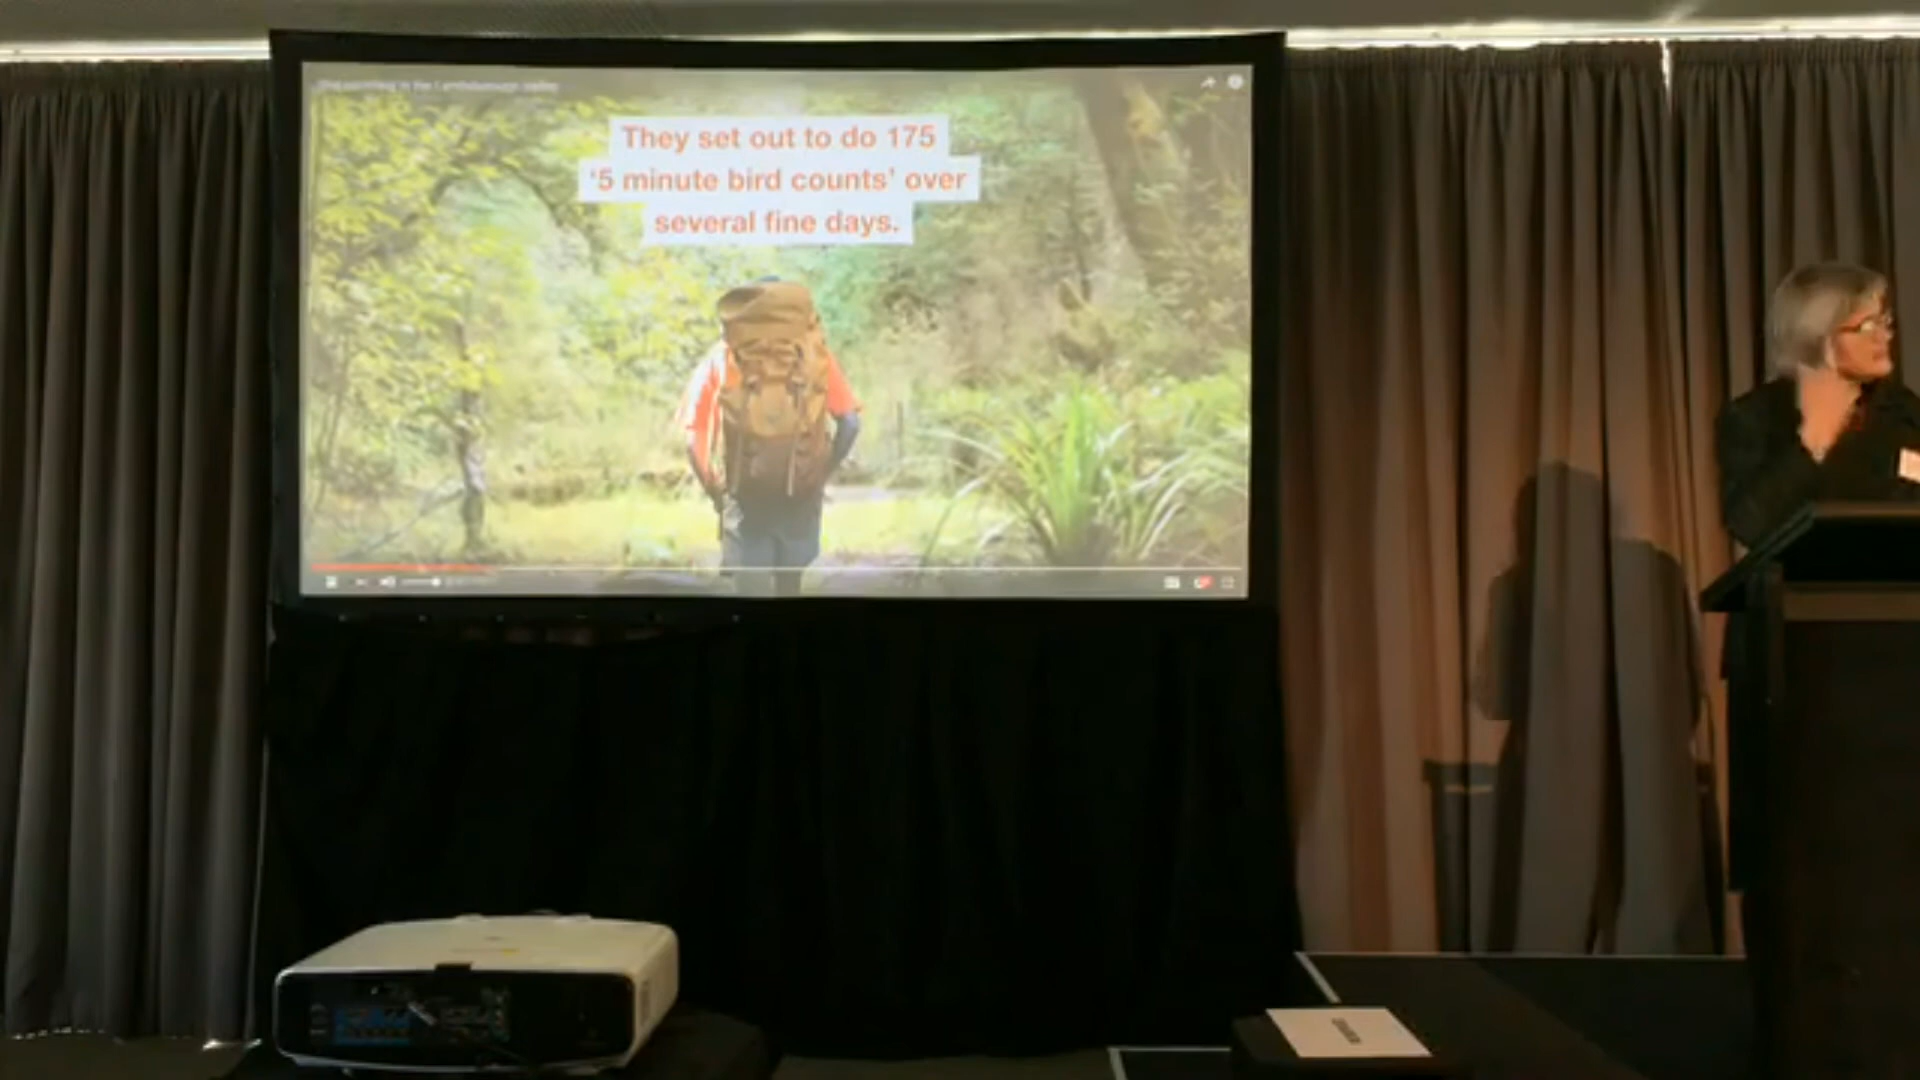 They set out to do 175
‘5 minute bird counts’ over
several fine days.